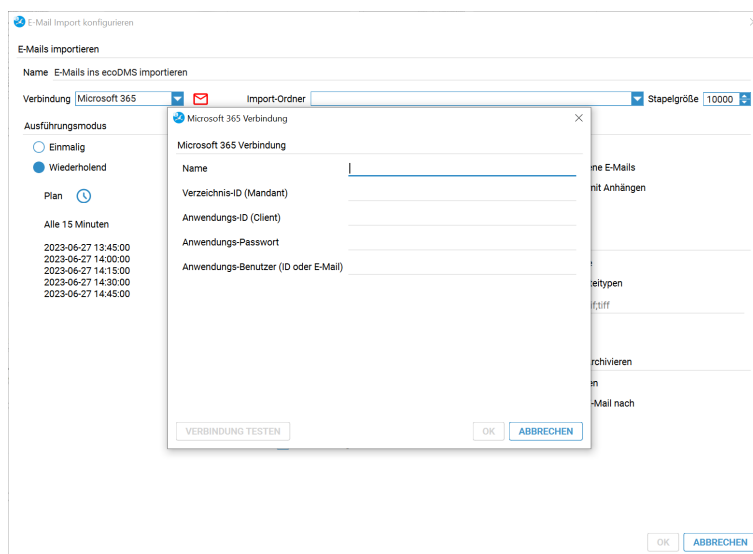 E-Mail Import konfigurieren
E-Mails importieren
Name E-Mails ins ecoDMS importieren
Verbindung Microsoft 365 Import-Ordner Stapelgröße 10000
Ausführungsmodus
Einmalig
Wiederholend
Plan
Alle 15 Minuten
2023-06-27 13:45:00
2023-06-27 14:00:00
2023-06-27 14:15:00
2023-06-27 14:30:00
2023-06-27 14:45:00
Microsoft 365 Verbindung
Microsoft 365 Verbindung
Name
Verzeichnis-ID (Mandant)
Anwendungs-ID (Client)
Anwendungs-Passwort
Anwendungs-Benutzer (ID oder E-Mail)
VERBINDUNG TESTEN OK ABBRECHEN
ne E-Mails
mit Anhängen
eitypen
if;tiff
rchivieren
en
-Mail nach
OK ABBRECHEN